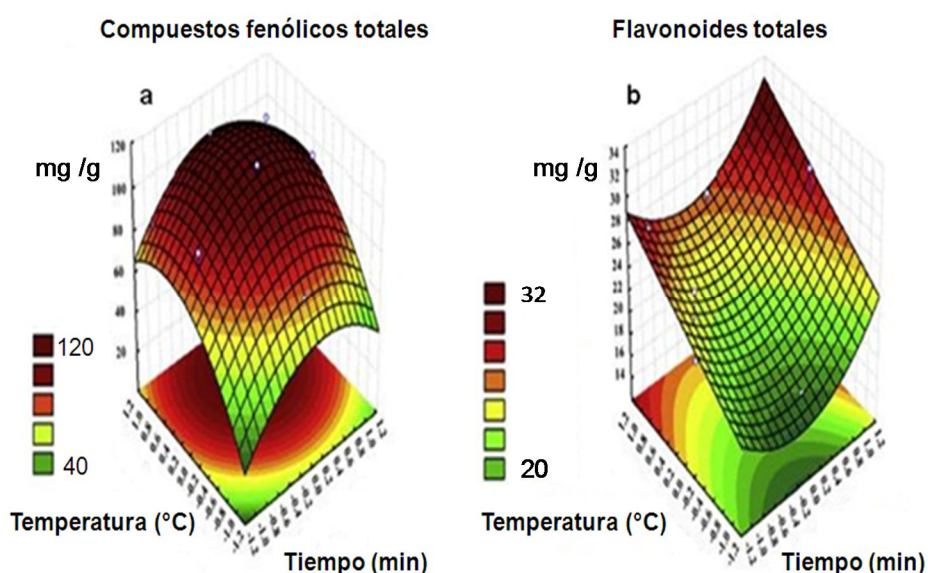 Compuestos fenólicos totales
Flavonoides totales
a
b
mg /g
mg /g
120
100
80
60
40
20
34
32
30
28
26
24
22
20
18
16
14
120
40
32
20
Temperatura (°C)
Tiempo (min)
Temperatura (°C)
Tiempo (min)